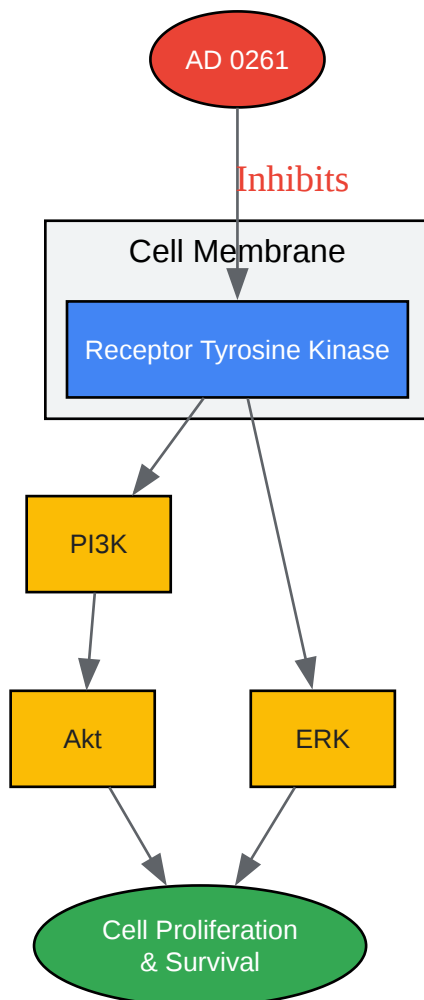 AD 0261
Inhibits
Cell Membrane
Receptor Tyrosine Kinase
PI3K
Akt
ERK
Cell Proliferation
& Survival